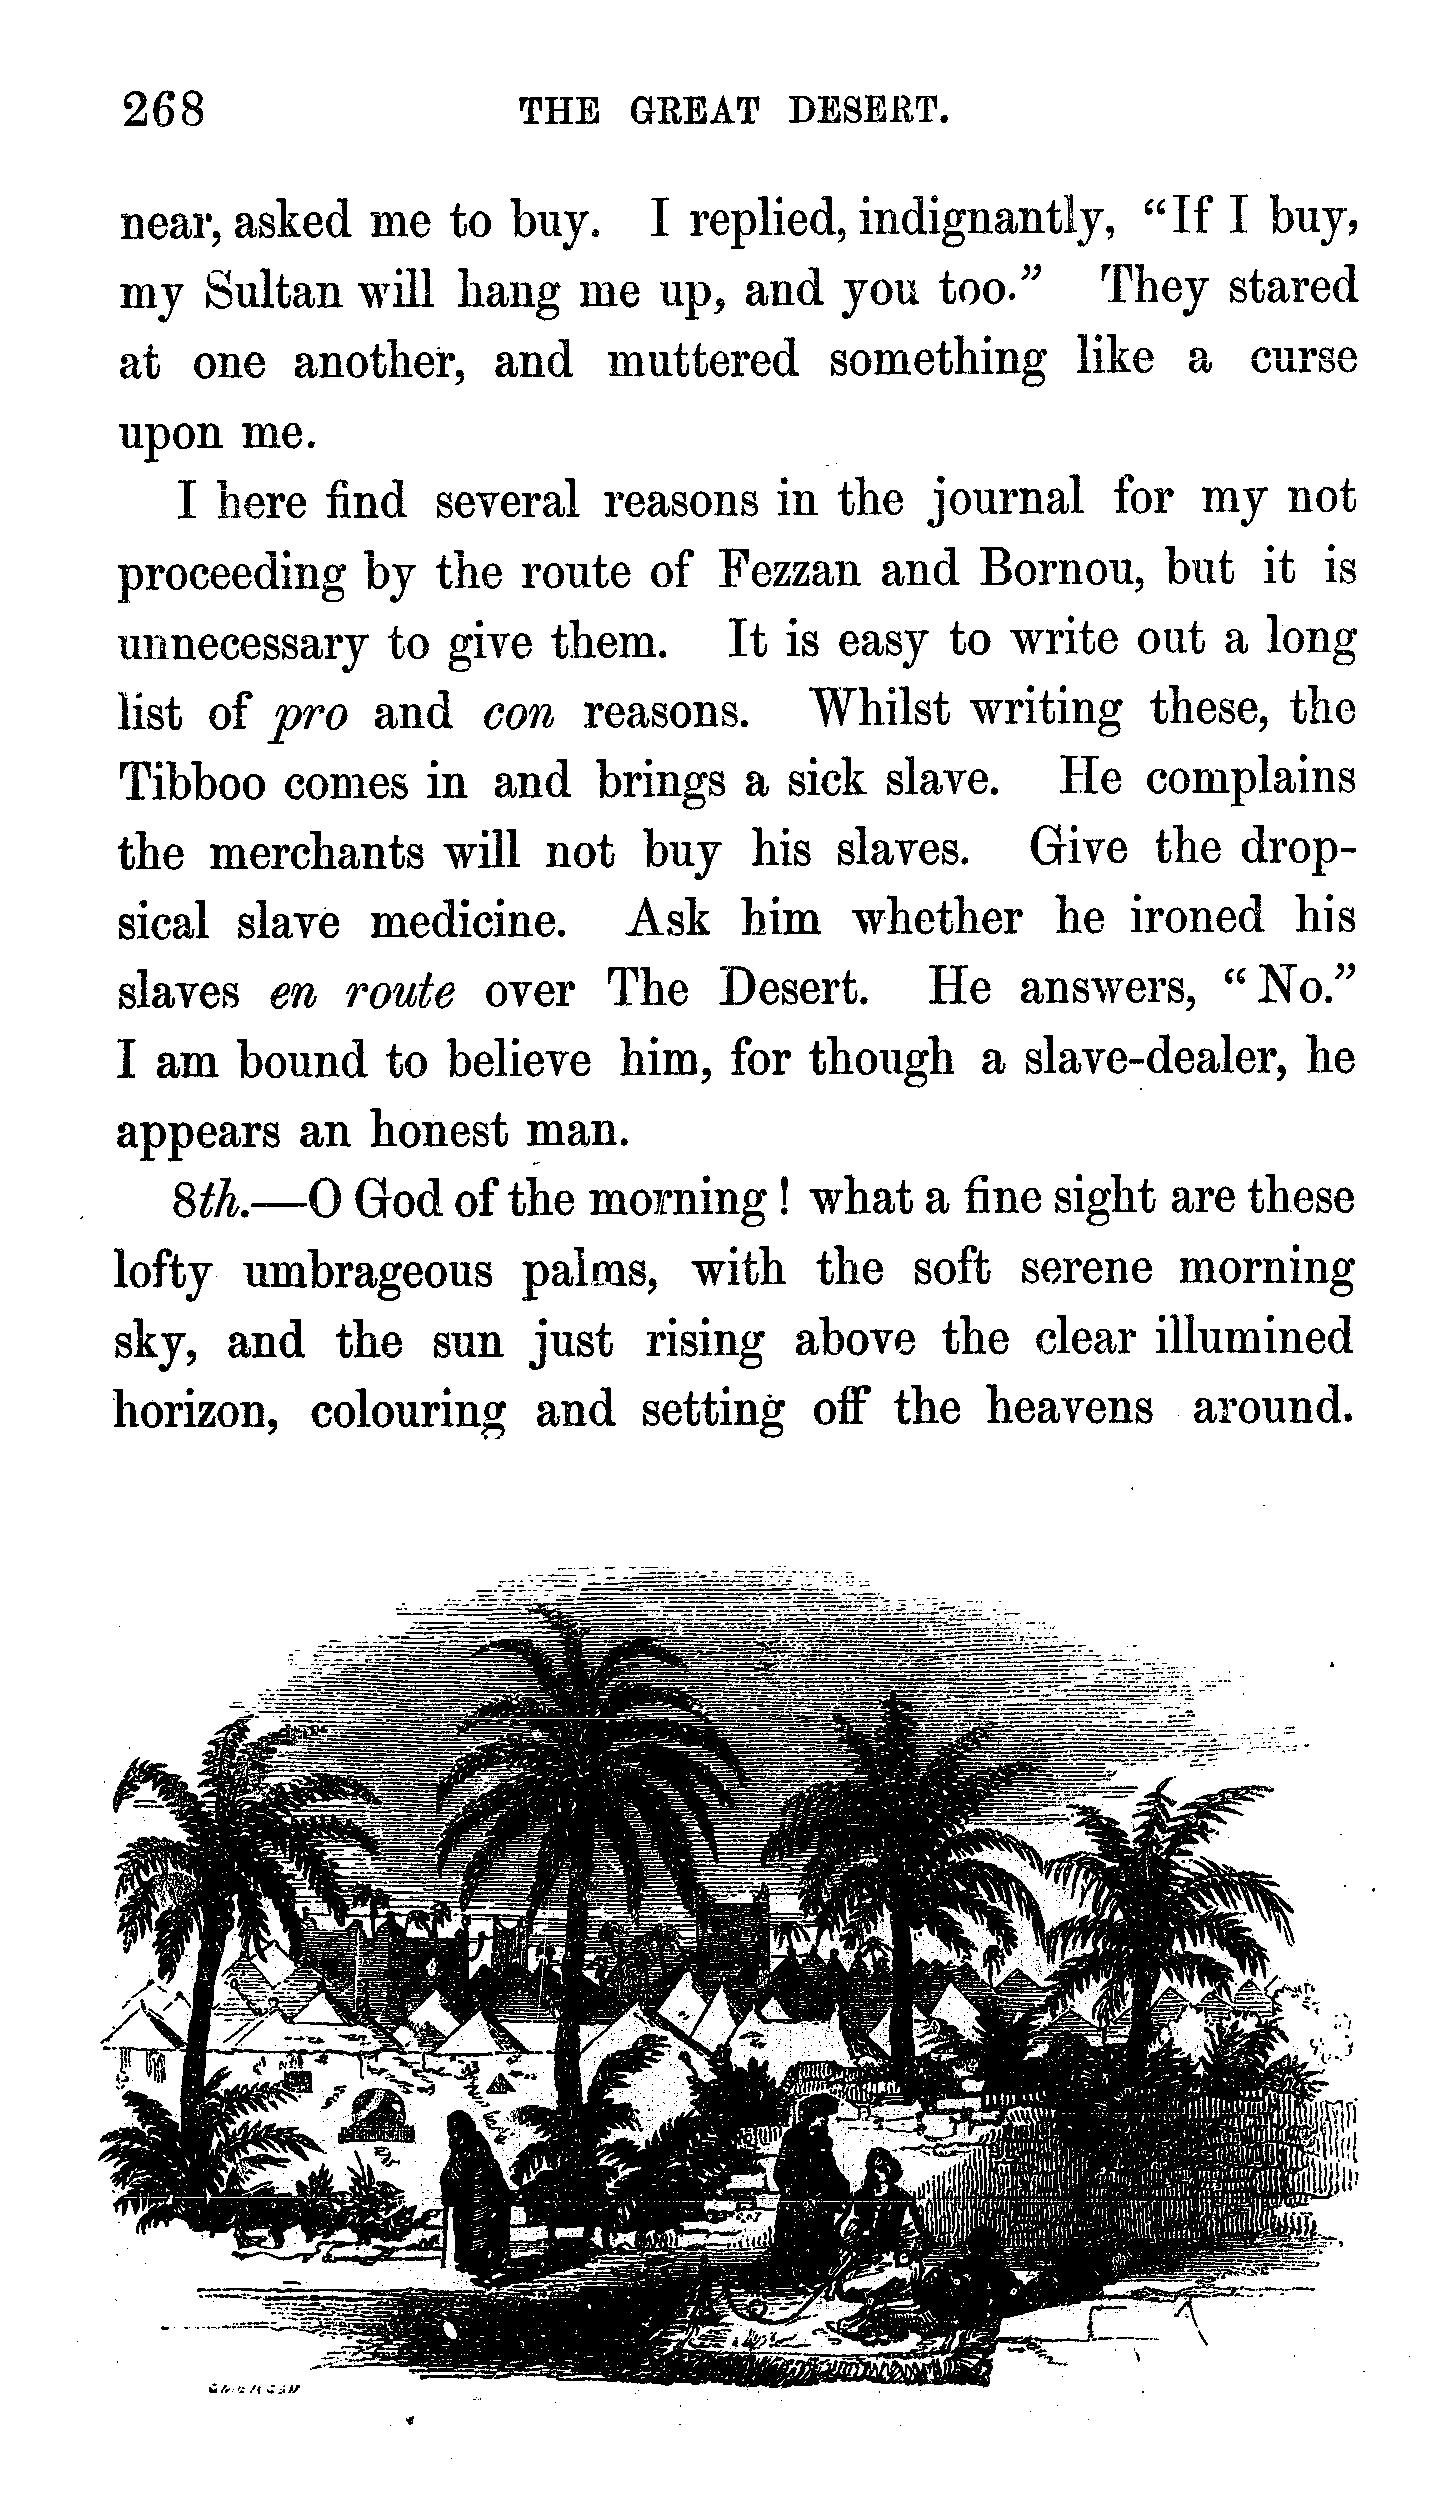 268 THE GREAT DESERT.
near, asked me to buy. I replied, indignantly, “If I buy,
my Sultan will hang me up, and you too.” They stared
at one another, and muttered something like a curse
upon me.
I here find several reasons in the journal for my not
proceeding by the route of Fezzan and Bornou, but it is
unnecessary to give them. It is easy to write out a long
list of pro and con reasons. Whilst writing these, the
Tibboo comes in and brings a sick slave. He complains
the merchants will not buy his slaves. Give the drop-
sical slave medicine. Ask him whether he ironed his
slaves en route over The Desert. He answers, “No.”
I am bound to believe him, for though a slave-dealer, he
appears an honest man.
8th.—O God of the morning! what a fine sight are these
lofty umbrageous palms, with the soft serene morning
sky, and the sun just rising above the clear illumined
horizon, colouring and setting off the heavens around.